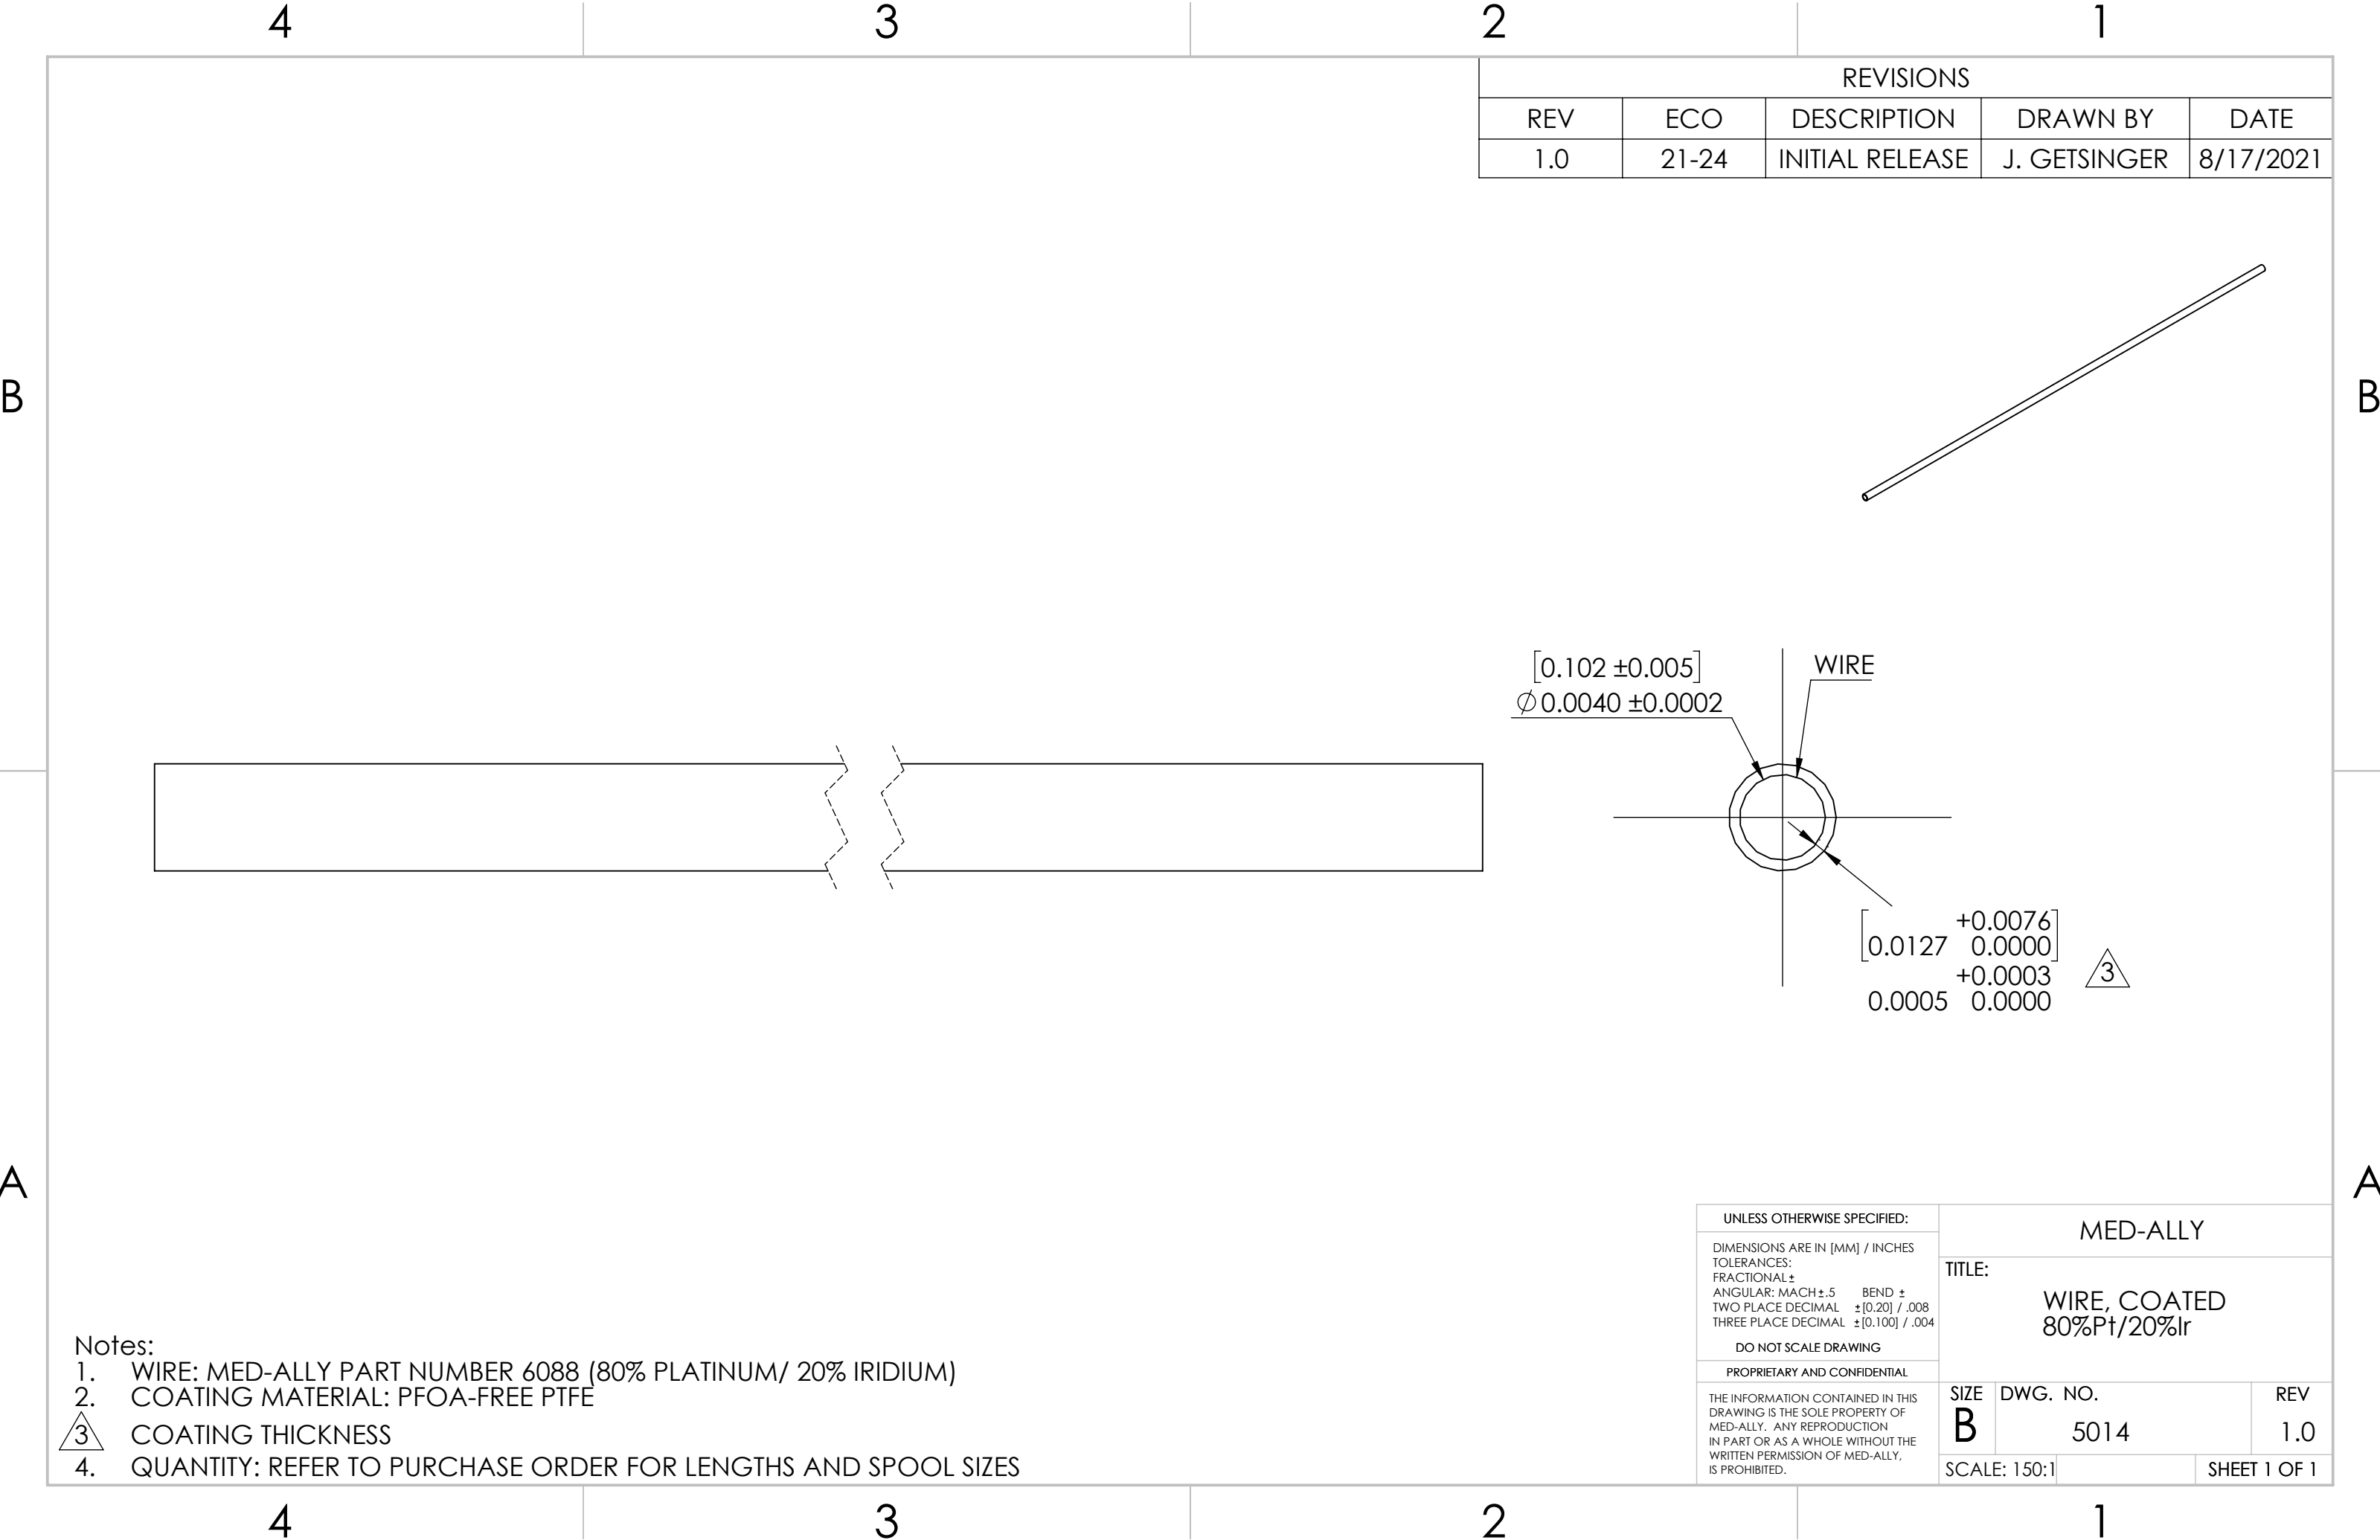 4 3 2 1
REVISIONS
REV ECO DESCRIPTION DRAWN BY DATE
1.0 21-24 INITIAL RELEASE J. GETSINGER 8/17/2021
B B
[0.102 ±0.005]
∅0.0040 ±0.0002
WIRE
+0.0076
[0.0127 0.0000]
+0.0003
0.0005 0.0000
3
A A
UNLESS OTHERWISE SPECIFIED:
DIMENSIONS ARE IN [MM] / INCHES
TOLERANCES:
FRACTIONAL±
ANGULAR: MACH±.5 BEND ±
TWO PLACE DECIMAL ±[0.20] / .008
THREE PLACE DECIMAL ±[0.100] / .004
DO NOT SCALE DRAWING
PROPRIETARY AND CONFIDENTIAL
THE INFORMATION CONTAINED IN THIS
DRAWING IS THE SOLE PROPERTY OF
MED-ALLY. ANY REPRODUCTION
IN PART OR AS A WHOLE WITHOUT THE
WRITTEN PERMISSION OF MED-ALLY,
IS PROHIBITED.
MED-ALLY
TITLE:
WIRE, COATED
80%Pt/20%Ir
SIZE DWG. NO. REV
B 5014 1.0
SCALE: 150:1 SHEET 1 OF 1
Notes:
1. WIRE: MED-ALLY PART NUMBER 6088 (80% PLATINUM/ 20% IRIDIUM)
2. COATING MATERIAL: PFOA-FREE PTFE
3 COATING THICKNESS
4. QUANTITY: REFER TO PURCHASE ORDER FOR LENGTHS AND SPOOL SIZES
4 3 2 1